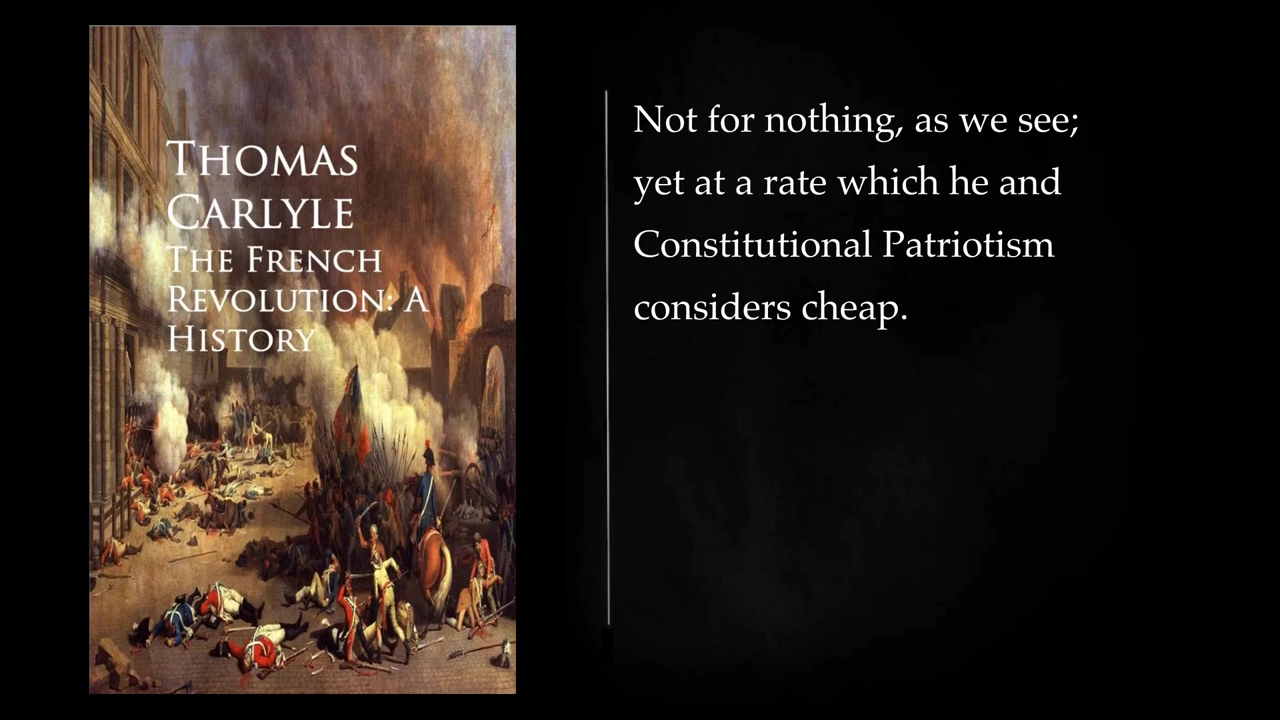 THOMAS
CARLYLE
THE FRENCH
REVOLUTION: A
HISTORY
Not for nothing, as we see;
yet at a rate which he and
Constitutional Patriotism
considers cheap.